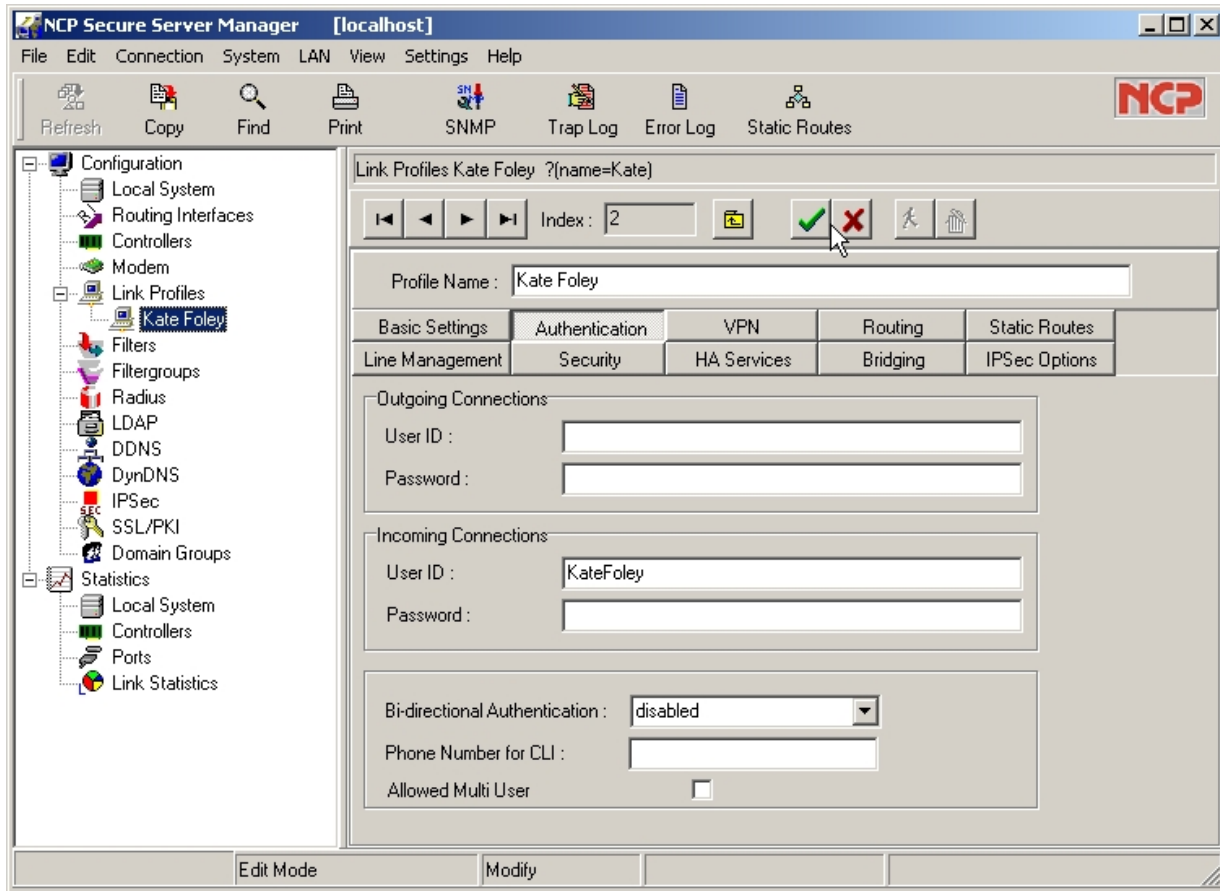 NCP Secure Server Manager [localhost]
File Edit Connection System LAN View Settings Help
Refresh Copy Find Print SNMP Trap Log Error Log Static Routes
NCP
Configuration
Local System
Routing Interfaces
Controllers
Modem
Link Profiles
Kate Foley
Filters
Filtergroups
Radius
LDAP
DDNS
DynDNS
IPSec
SSL/PKI
Domain Groups
Statistics
Local System
Controllers
Ports
Link Statistics
Link Profiles Kate Foley ?(name=Kate)
Index : 2
Profile Name : Kate Foley
Basic Settings Authentication VPN Routing Static Routes
Line Management Security HA Services Bridging IPSec Options
Outgoing Connections
User ID :
Password :
Incoming Connections
User ID : KateFoley
Password :
Bi-directional Authentication : disabled
Phone Number for CLI :
Allowed Multi User
Edit Mode Modify